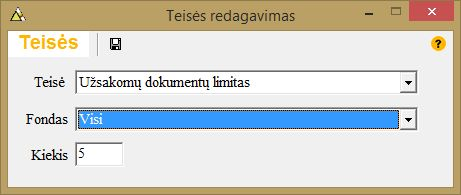 Teisės redagavimas
Teisės
Teisė Užsakomų dokumentų limitas
Fondas Visi
Kiekis 5